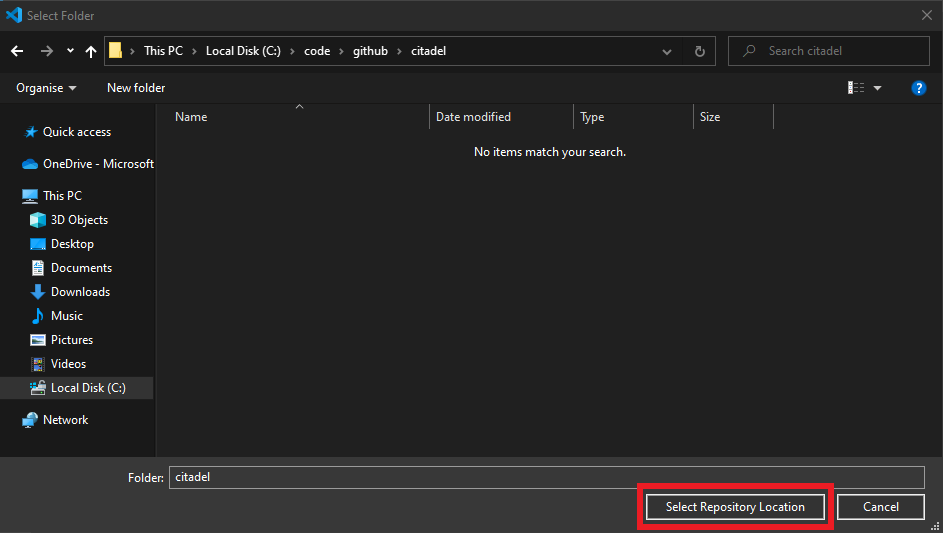 Select Folder
This PC > Local Disk (C:) > code > github > citadel
Search citadel
Organise New folder
?
Name Date modified Type Size
No items match your search.
Quick access
OneDrive - Microsoft
This PC
3D Objects
Desktop
Documents
Downloads
Music
Pictures
Videos
Local Disk (C:)
Network
Folder: citadel
Select Repository Location Cancel